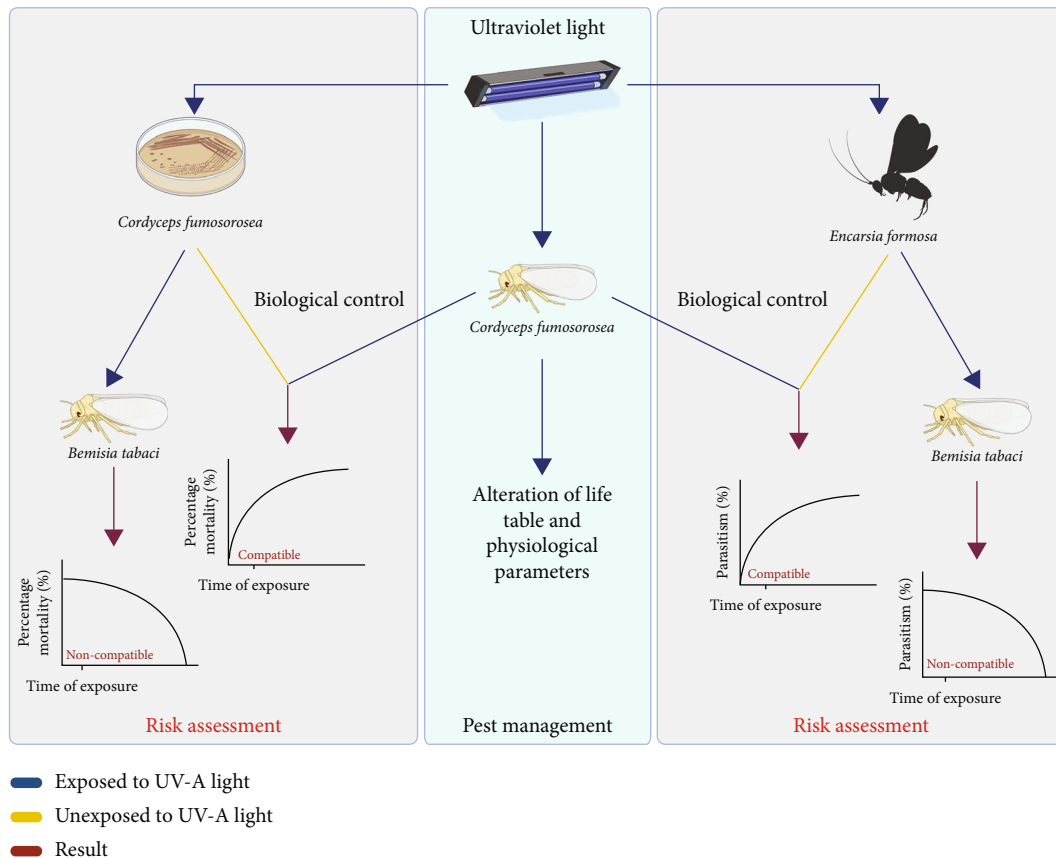 Ultraviolet light
Cordyceps fumosorosea
Encarsia formosa
Biological control
Cordyceps fumosorosea
Biological control
Bemisia tabaci
Bemisia tabaci
Percentage
mortality (%)
Compatible
Time of exposure
Alteration of life
table and
physiological
parameters
Parasitism (%)
Compatible
Time of exposure
Percentage
mortality (%)
Non-compatible
Time of exposure
Parasitism (%)
Non-compatible
Time of exposure
Risk assessment
Pest management
Risk assessment
Exposed to UV-A light
Unexposed to UV-A light
Result